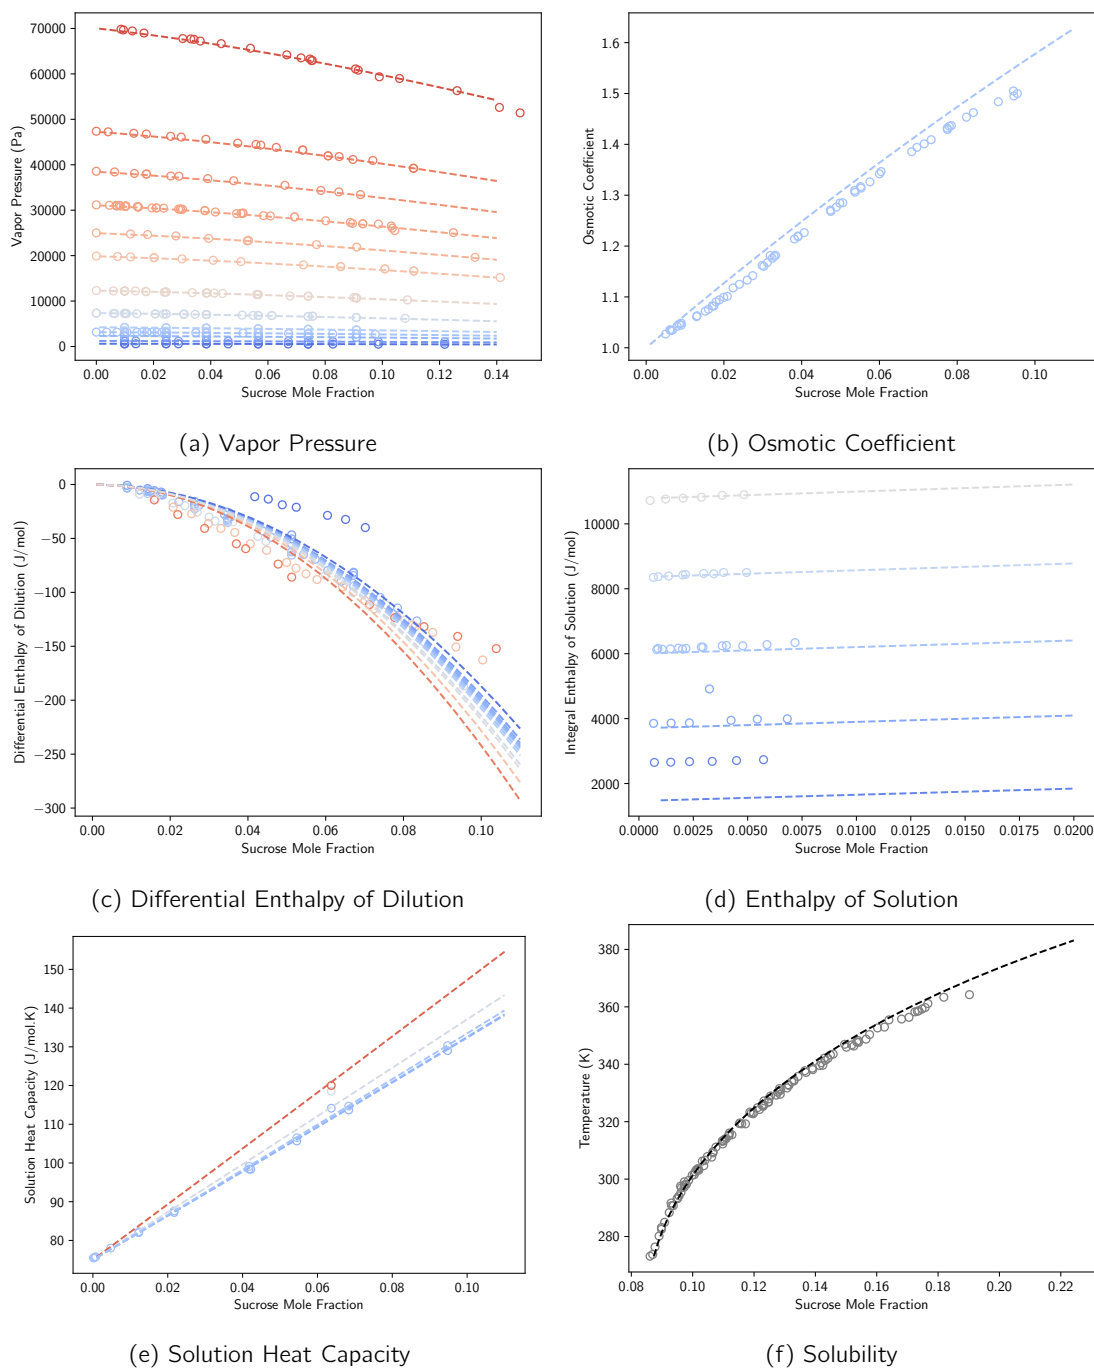 70000
60000
50000
40000
30000
20000
10000
0
Vapor Pressure (Pa)
0.00 0.02 0.04 0.06 0.08 0.10 0.12 0.14
Sucrose Mole Fraction
(a) Vapor Pressure
1.6
1.5
1.4
1.3
1.2
1.1
1.0
Osmotic Coefficient
0.00 0.02 0.04 0.06 0.08 0.10
Sucrose Mole Fraction
(b) Osmotic Coefficient
0
−50
−100
−150
−200
−250
−300
Differential Enthalpy of Dilution (J/mol)
0.00 0.02 0.04 0.06 0.08 0.10
Sucrose Mole Fraction
(c) Differential Enthalpy of Dilution
10000
8000
6000
4000
2000
Integral Enthalpy of Solution (J/mol)
0.0000 0.0025 0.0050 0.0075 0.0100 0.0125 0.0150 0.0175 0.0200
Sucrose Mole Fraction
(d) Enthalpy of Solution
150
140
130
120
110
100
90
80
Solution Heat Capacity (J/mol.K)
0.00 0.02 0.04 0.06 0.08 0.10
Sucrose Mole Fraction
(e) Solution Heat Capacity
380
360
340
320
300
280
Temperature (K)
0.08 0.10 0.12 0.14 0.16 0.18 0.20 0.22
Sucrose Mole Fraction
(f) Solubility